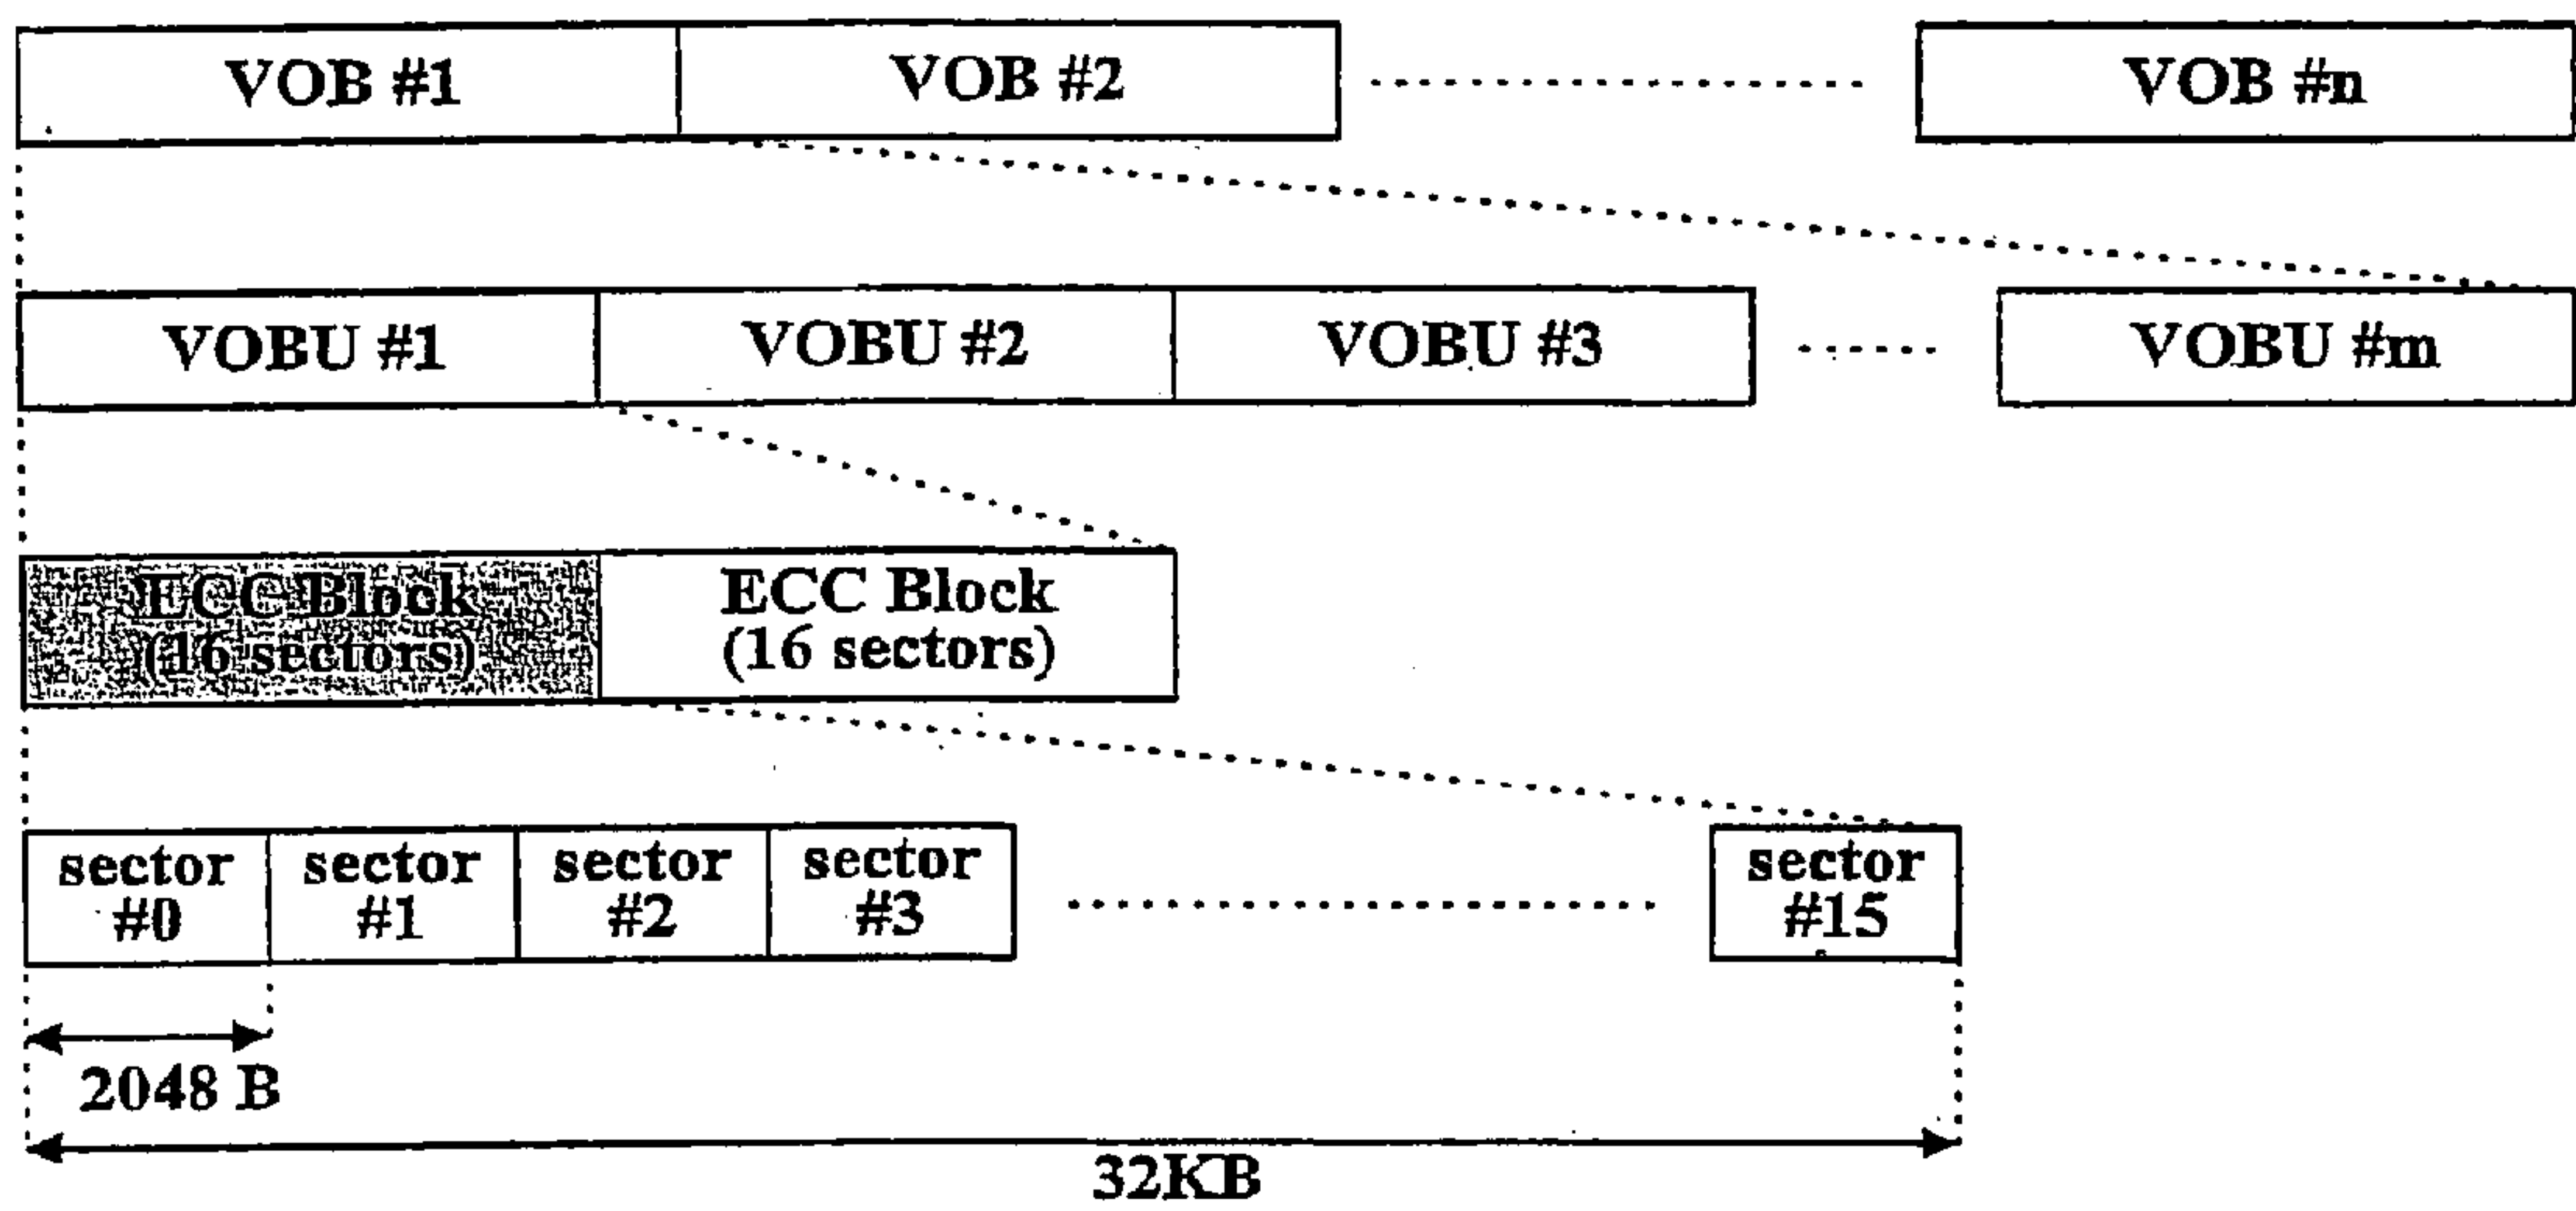 VOB #1 VOB #2 VOB #n
VOBU #1 VOBU #2 VOBU #3 VOBU #m
ECC Block ECC Block
(16 sectors) (16 sectors)
sector sector sector sector sector
#0 #1 #2 #3 #15
2048 B
32KB